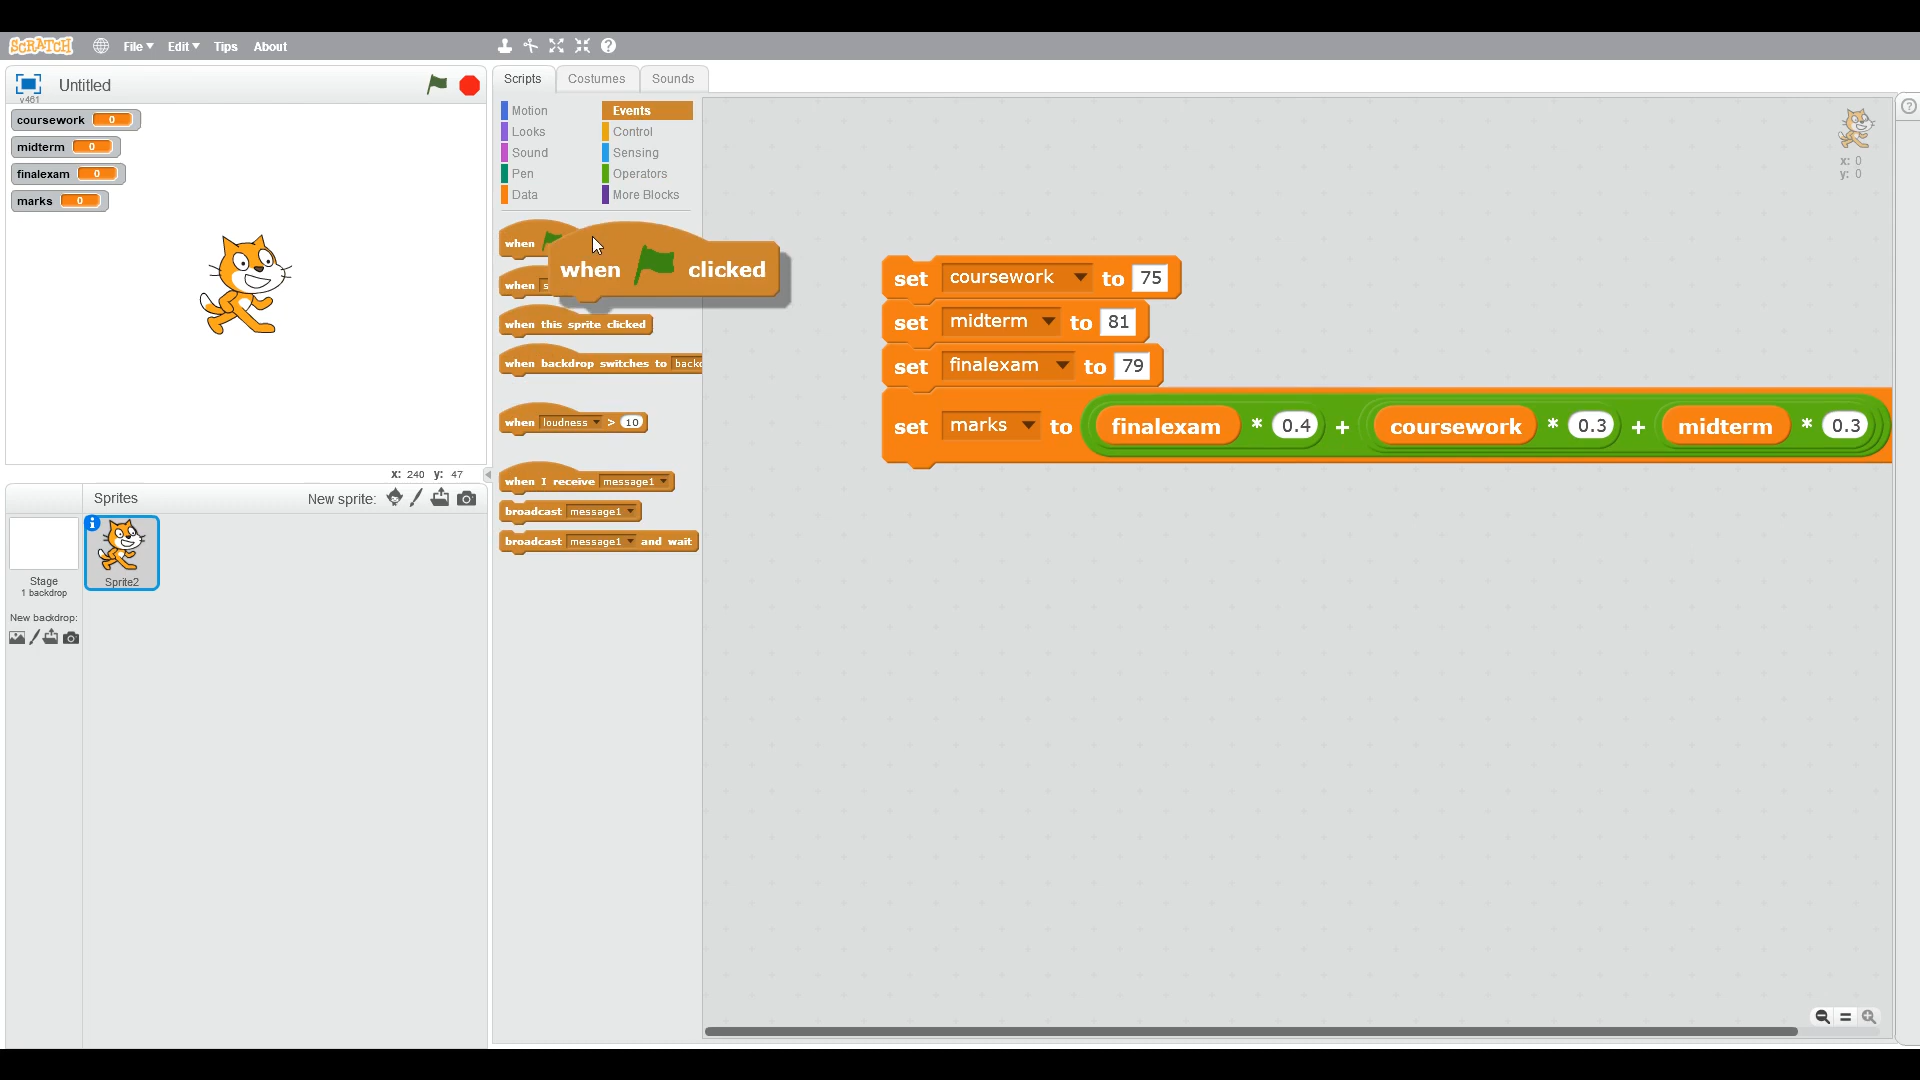 SCRATCH File Edit Tips About
v461 Untitled
coursework 0
midterm 0
finalexam 0
marks 0
x: 240 y: 47
Sprites New sprite:
Stage
1 backdrop
New backdrop:
Sprite2
Scripts Costumes Sounds
Motion Events
Looks Control
Sound Sensing
Pen Operators
Data More Blocks
when
when clicked
when s
when this sprite clicked
when backdrop switches to backd
when loudness > 10
when I receive message1
broadcast message1
broadcast message1 and wait
set coursework to 75
set midterm to 81
set finalexam to 79
set marks to finalexam * 0.4 + coursework * 0.3 + midterm * 0.3
x: 0
y: 0